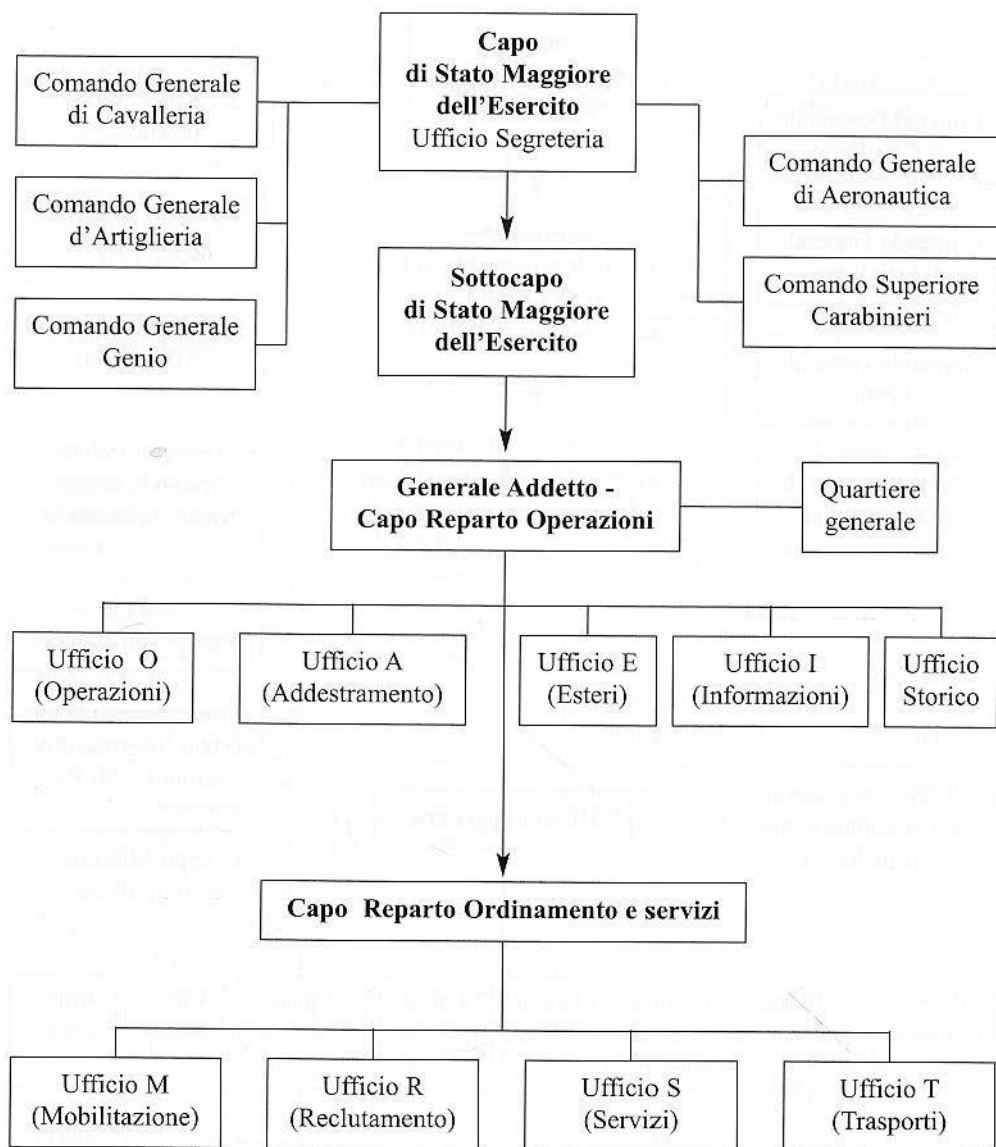 Capo
di Stato Maggiore
dell'Esercito
Ufficio Segreteria
Comando Generale
di Cavalleria
Comando Generale
d'Artiglieria
Comando Generale
Genio
Comando Generale
di Aeronautica
Comando Superiore
Carabinieri
Sottocapo
di Stato Maggiore
dell'Esercito
Generale Addetto -
Capo Reparto Operazioni
Quartiere
generale
Ufficio O
(Operazioni)
Ufficio A
(Addestramento)
Ufficio E
(Esteri)
Ufficio I
(Informazioni)
Ufficio
Storico
Capo Reparto Ordinamento e servizi
Ufficio M
(Mobilitazione)
Ufficio R
(Reclutamento)
Ufficio S
(Servizi)
Ufficio T
(Trasporti)